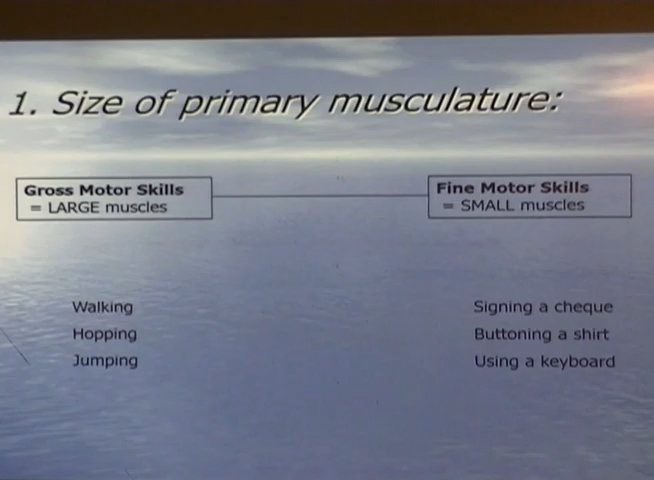 1. Size of primary musculature:
Gross Motor Skills
= LARGE muscles
Fine Motor Skills
= SMALL muscles
Walking
Hopping
Jumping
Signing a cheque
Buttoning a shirt
Using a keyboard